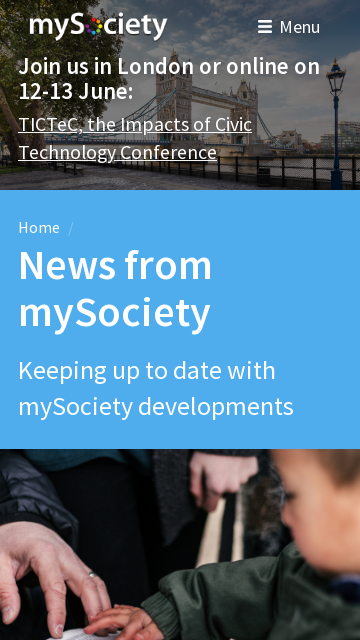 mySociety
Menu
Join us in London or online on
12-13 June:
TICTeC, the Impacts of Civic
Technology Conference
Home /
News from
mySociety
Keeping up to date with
mySociety developments